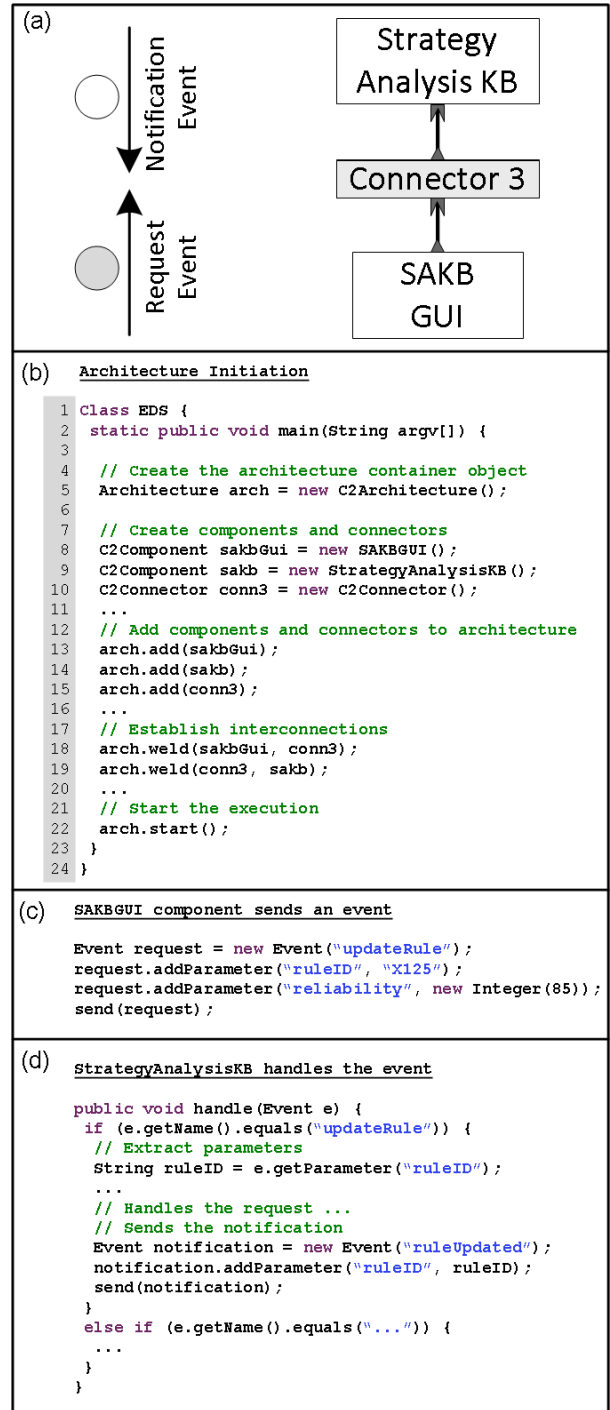 (a)
Notification
Event
Request
Event
Strategy
Analysis KB
Connector 3
SAKB
GUI
(b) Architecture Initiation
1 Class EDS {
2 static public void main(String argv[]) {
3
4 // Create the architecture container object
5 Architecture arch = new C2Architecture();
6
7 // Create components and connectors
8 C2Component sakbGui = new SAKBGUI();
9 C2Component sakb = new StrategyAnalysisKB();
10 C2Connector conn3 = new C2Connector();
11 ...
12 // Add components and connectors to architecture
13 arch.add(sakbGui);
14 arch.add(sakb);
15 arch.add(conn3);
16 ...
17 // Establish interconnections
18 arch.weld(sakbGui, conn3);
19 arch.weld(conn3, sakb);
20 ...
21 // Start the execution
22 arch.start();
23 }
24 }
(c) SAKBGUI component sends an event
Event request = new Event(“updateRule”);
request.addParameter(“ruleID”, “X125”);
request.addParameter(“reliability”, new Integer(85));
send(request);
(d)
StrategyAnalysisKB handles the event
public void handle(Event e) {
if (e.getName().equals(“updateRule”)) {
// Extract parameters
String ruleID = e.getParameter(“ruleID”);
...
// Handles the request ...
// Sends the notification
Event notification = new Event(“ruleUpdated”);
notification.addParameter(“ruleID”, ruleID);
send(notification);
}
else if (e.getName().equals(“...”)) {
...
}
}